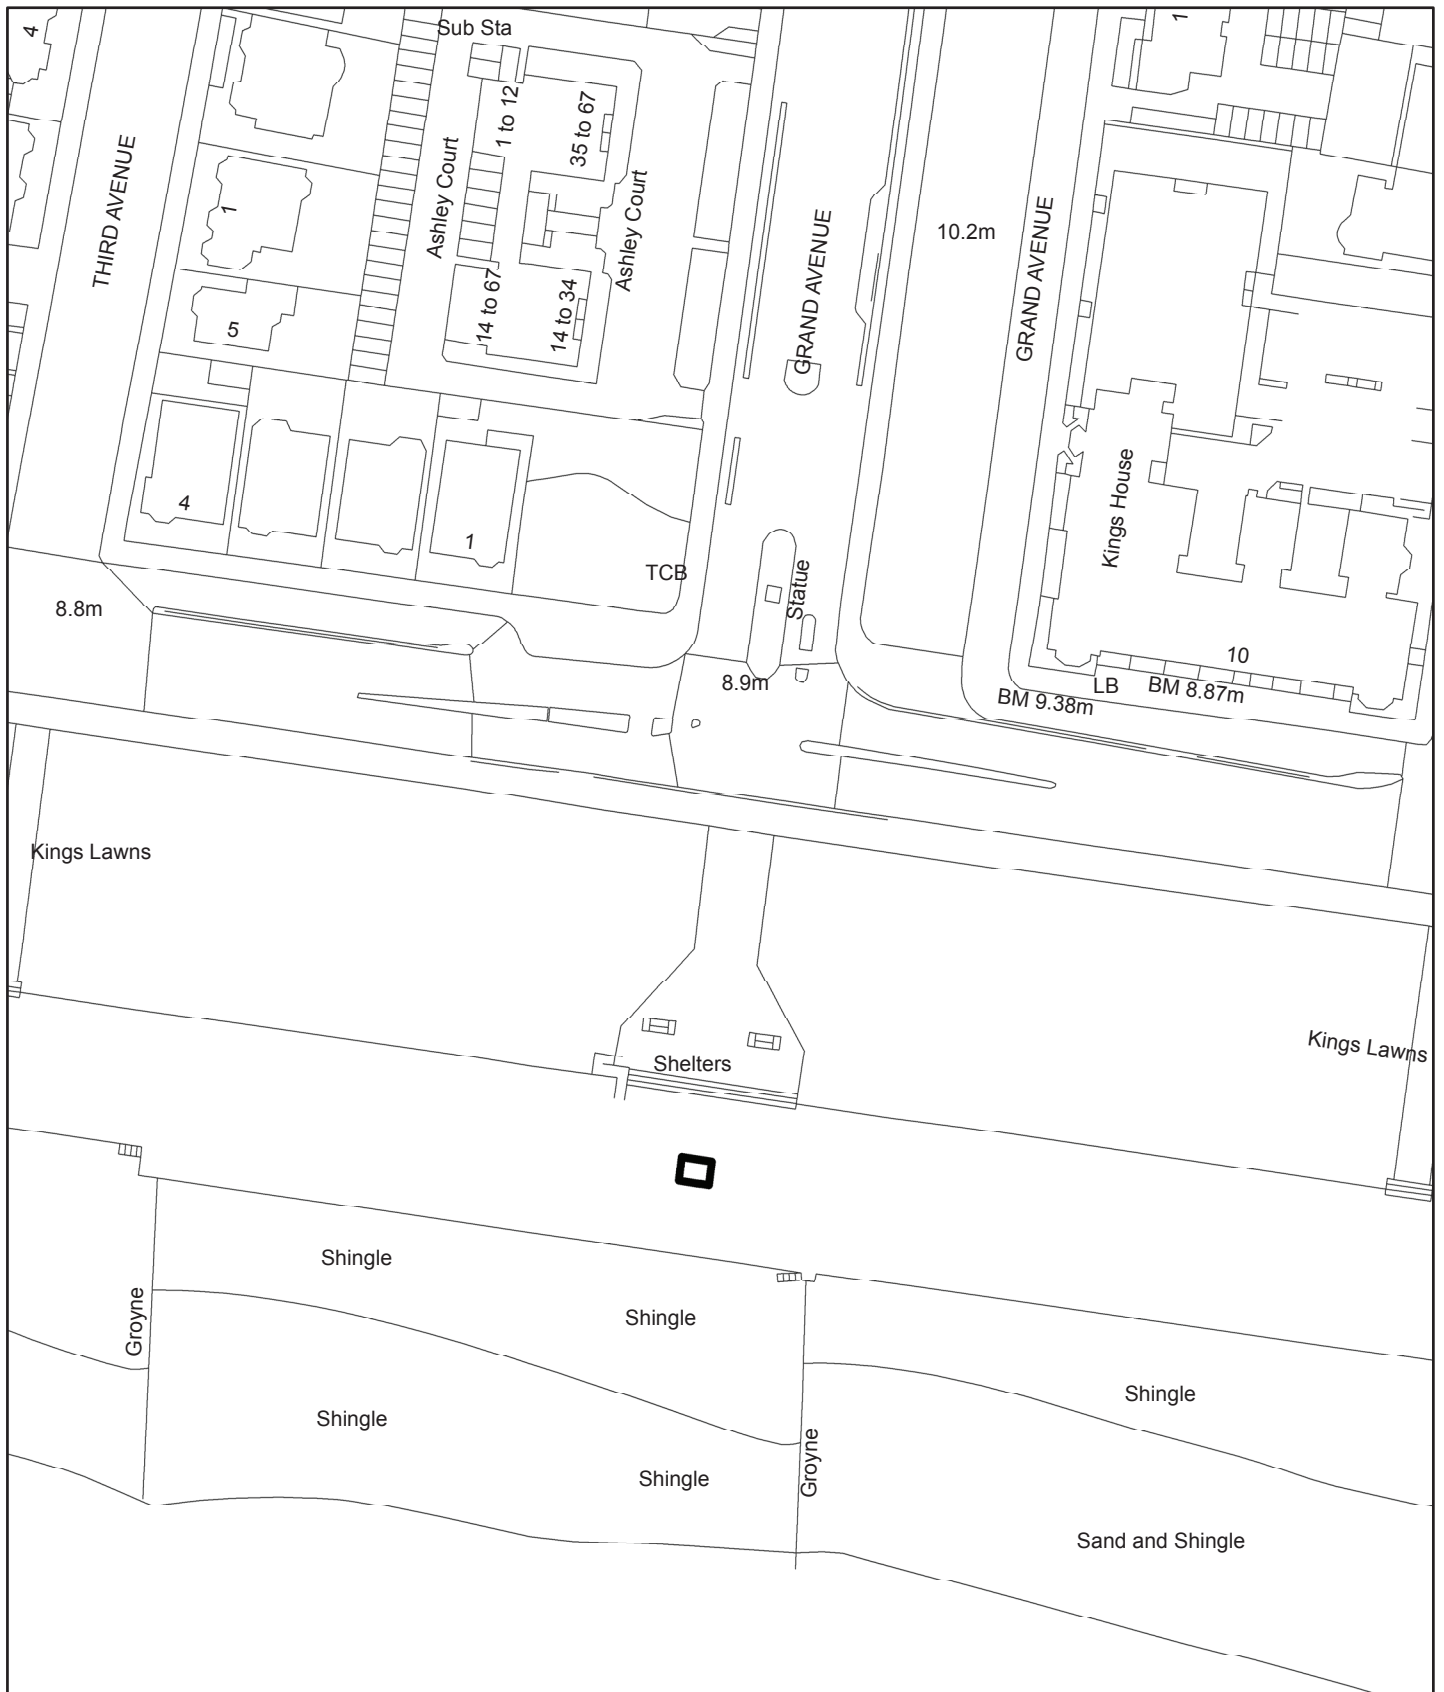 4
Sub Sta
1
1 to 12
35 to 67
THIRD AVENUE
Ashley Court
Ashley Court
1
GRAND AVENUE
GRAND AVENUE
10.2m
14 to 67
14 to 34
5
4
1
Kings House
TCB
Statue
8.8m
8.9m
10
LB
BM 8.87m
BM 9.38m
Kings Lawns
Kings Lawns
Shelters
Shingle
Groyne
Shingle
Shingle
Shingle
Groyne
Shingle
Sand and Shingle